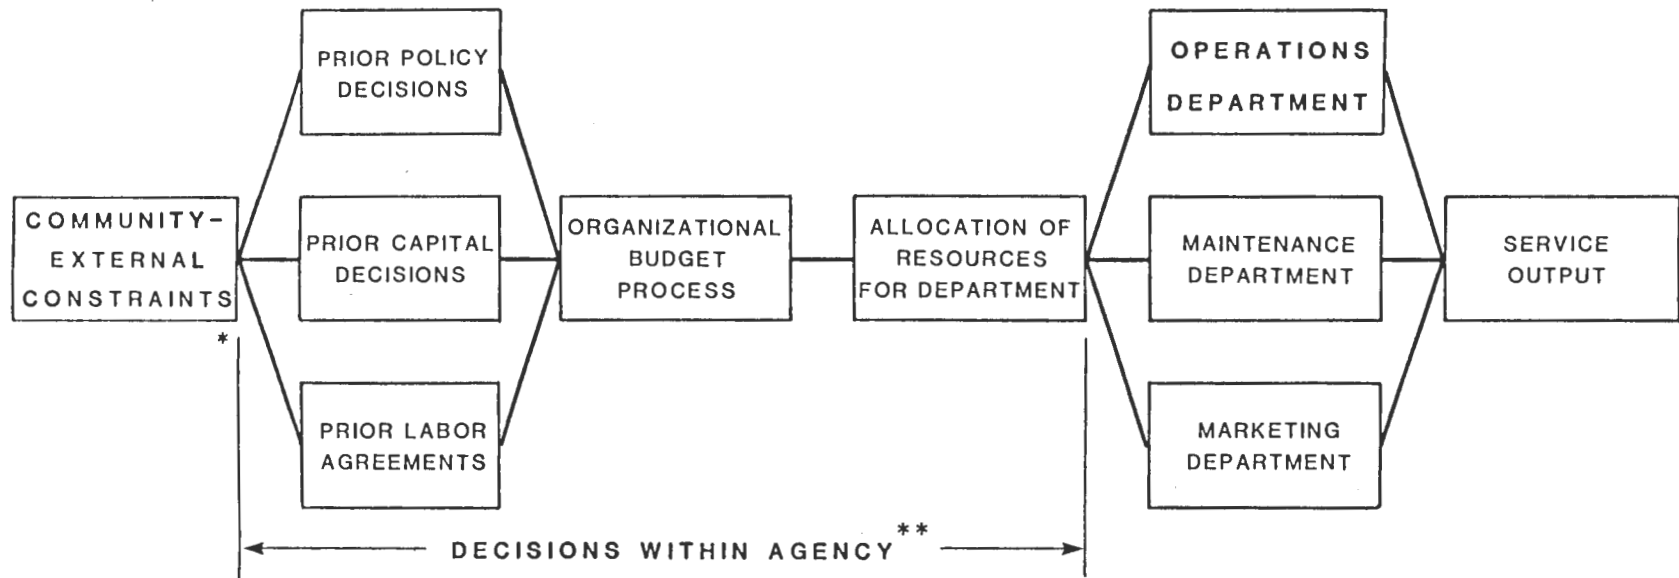 PRIOR POLICY
DECISIONS
OPERATIONS
DEPARTMENT
COMMUNITY-
EXTERNAL
CONSTRAINTS
*
PRIOR CAPITAL
DECISIONS
ORGANIZATIONAL
BUDGET
PROCESS
ALLOCATION OF
RESOURCES
FOR DEPARTMENT
MAINTENANCE
DEPARTMENT
SERVICE
OUTPUT
PRIOR LABOR
AGREEMENTS
MARKETING
DEPARTMENT
DECISIONS WITHIN AGENCY**